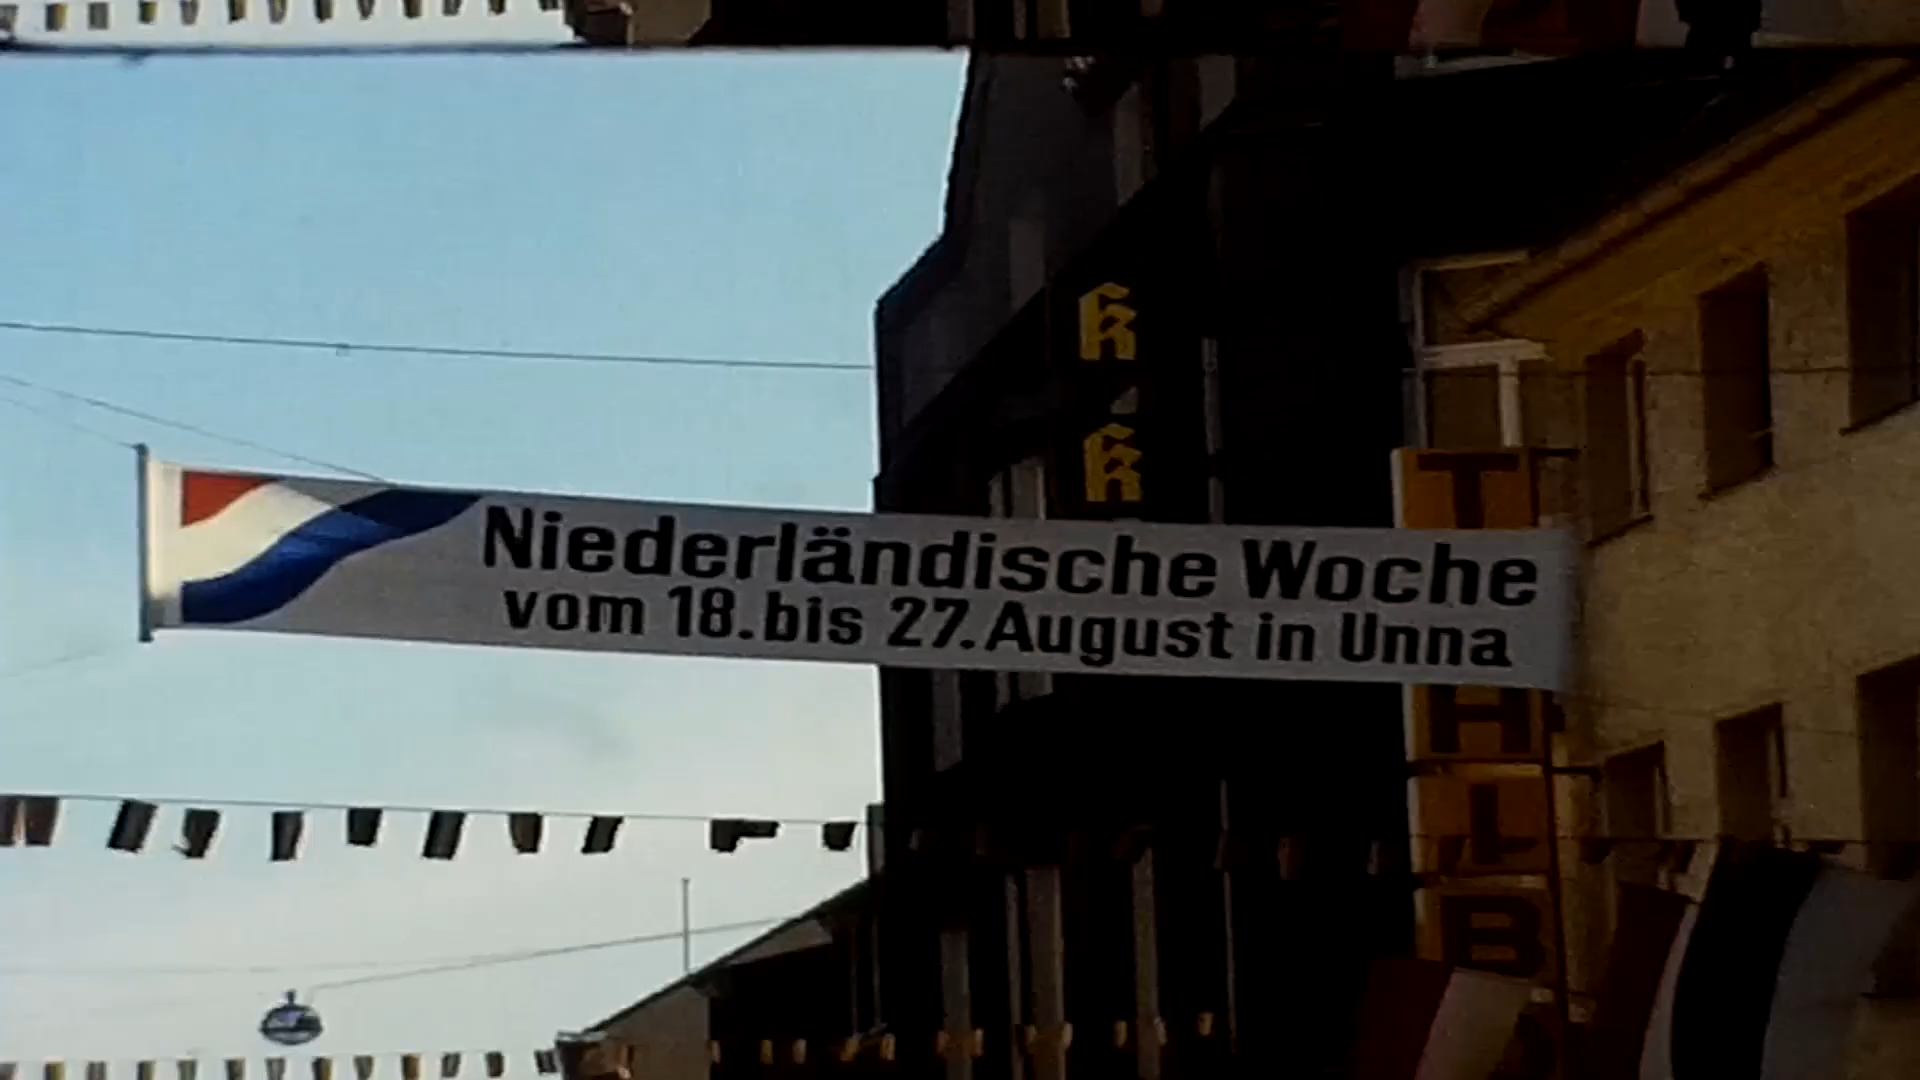 k
k
Niederländische Woche
vom 18. bis 27. August in Unna
T
H
I
B